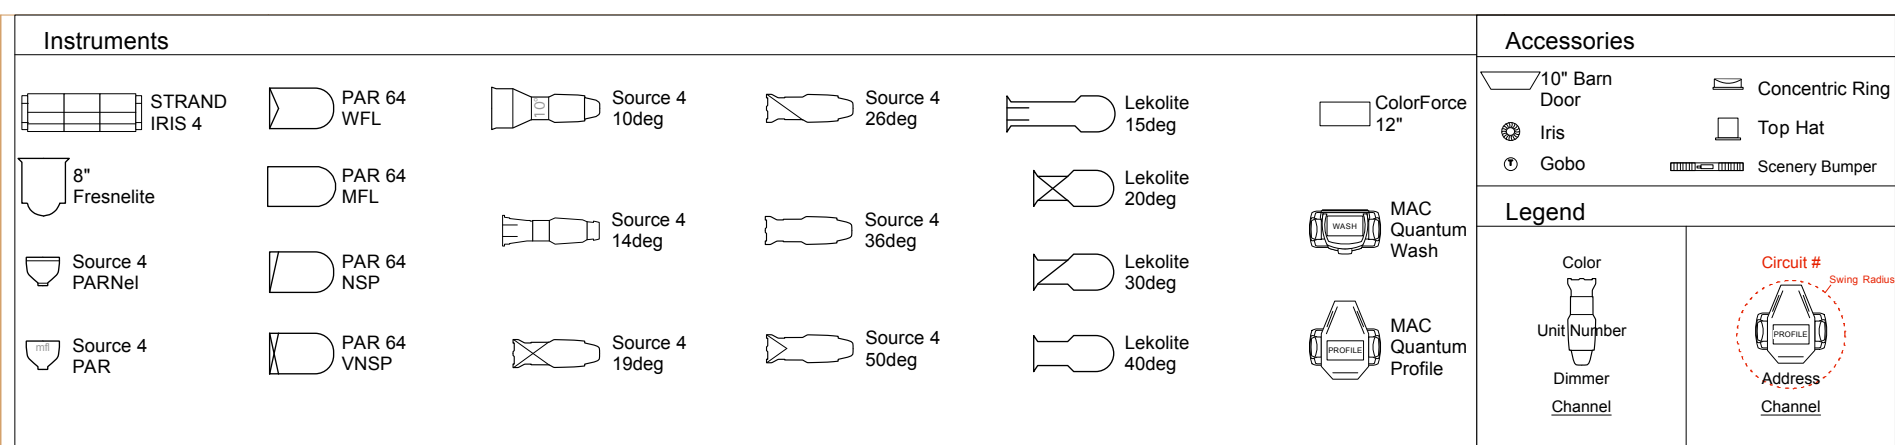 Instruments
STRAND
IRIS 4
8"
Fresnelite
Source 4
PARNel
mfl
Source 4
PAR
PAR 64
WFL
PAR 64
MFL
PAR 64
NSP
PAR 64
VNSP
10°
Source 4
10deg
Source 4
14deg
Source 4
19deg
Source 4
26deg
Source 4
36deg
Source 4
50deg
Lekolite
15deg
Lekolite
20deg
Lekolite
30deg
Lekolite
40deg
ColorForce
12"
WASH
MAC
Quantum
Wash
PROFILE
MAC
Quantum
Profile
Accessories
10" Barn
Door
Iris
Gobo
T
Concentric Ring
Top Hat
Scenery Bumper
Legend
Color
Unit Number
Dimmer
Channel
Circuit #
Swing Radius
PROFILE
Address
Channel